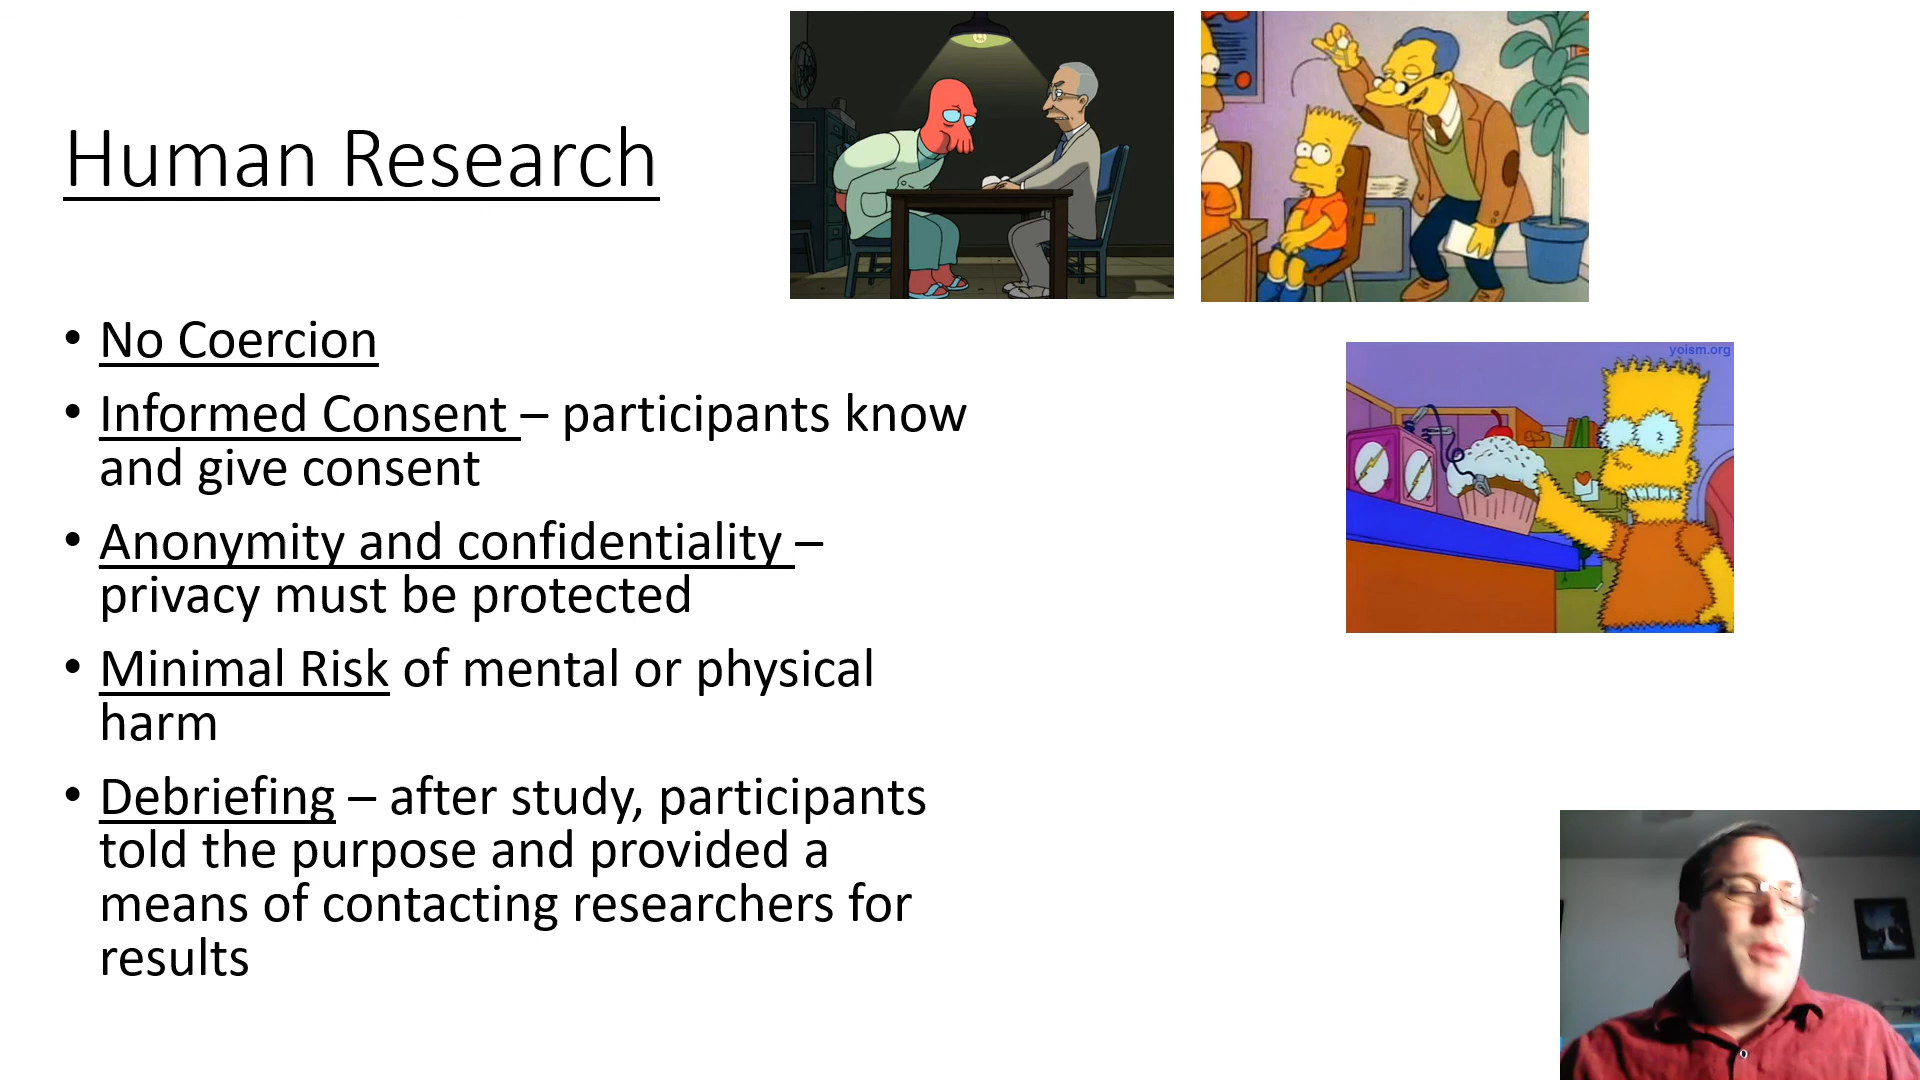 Human Research
• No Coercion
• Informed Consent – participants know
and give consent
• Anonymity and confidentiality –
privacy must be protected
• Minimal Risk of mental or physical
harm
• Debriefing – after study, participants
told the purpose and provided a
means of contacting researchers for
results
yoism.org